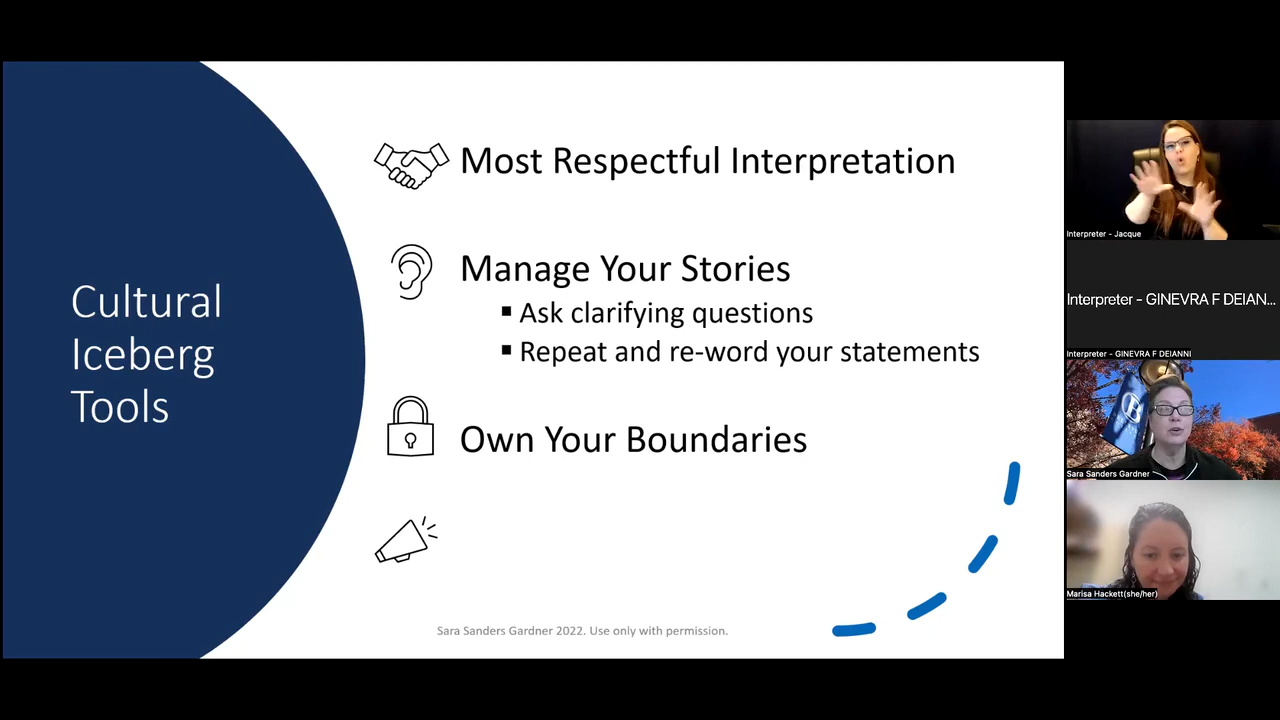 Cultural
Iceberg
Tools
Most Respectful Interpretation
Manage Your Stories
▪ Ask clarifying questions
▪ Repeat and re-word your statements
Own Your Boundaries
Sara Sanders Gardner 2022. Use only with permission.
Interpreter - Jacque
Interpreter - GINEVRA F DEIAN...
Interpreter - GINEVRA F DEIANNI
Sara Sanders Gardner
Marisa Hackett(she/her)